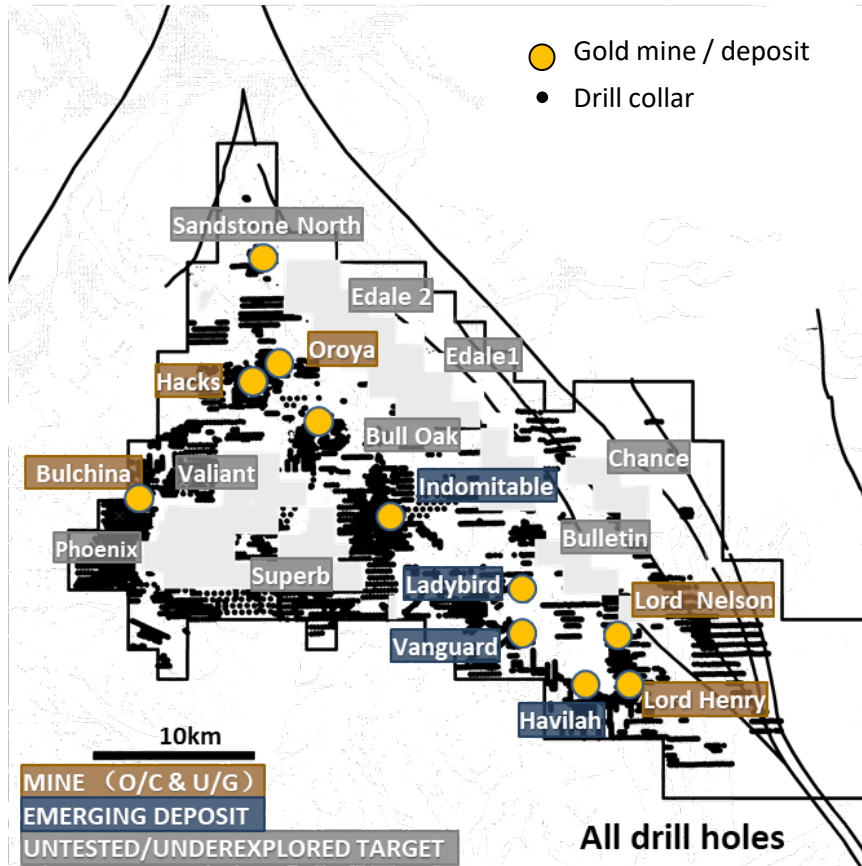 Gold mine / deposit
Drill collar
Sandstone North
Edale 2
Oroya
Edale1
Hacks
Bull Oak
Chance
Bulchina
Valiant
Indomitable
Phoenix
Bulletin
Superb
Ladybird
Lord Nelson
Vanguard
Lord Henry
Havilah
10km
MINE （O/C & U/G）
EMERGING DEPOSIT
UNTESTED/UNDEREXPLORED TARGET
All drill holes